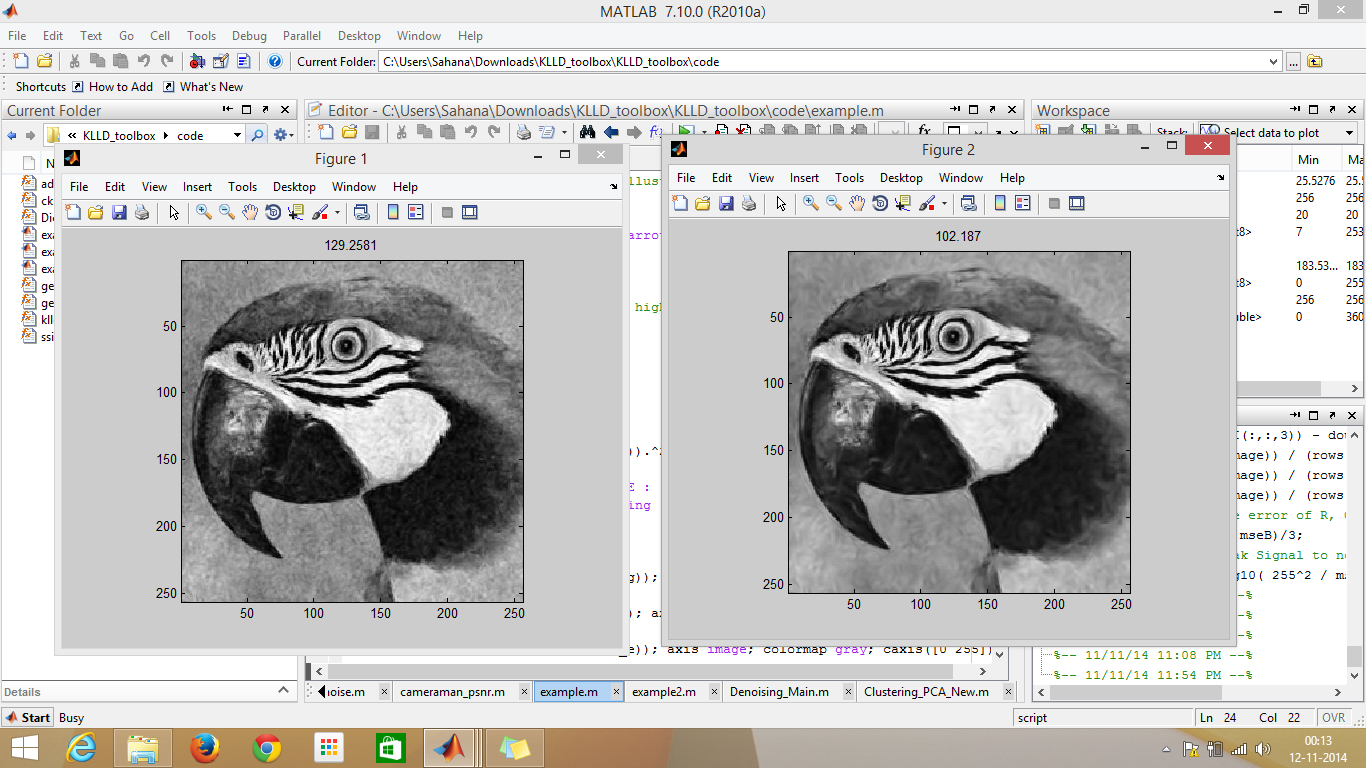 MATLAB 7.10.0 (R2010a)
File Edit Text Go Cell Tools Debug Parallel Desktop Window Help
Current Folder: C:\Users\Sahana\Downloads\KLLD_toolbox\KLLD_toolbox\code
Shortcuts How to Add What's New
Current Folder
« KLLD_toolbox code
N
ad
ck
Dic
exa
exa
exa
ge
ge
kll
ssi
Details
Editor - C:\Users\Sahana\Downloads\KLLD_toolbox\KLLD_toolbox\code\example.m
Figure 1
File Edit View Insert Tools Desktop Window Help
129.2581
50
100
150
200
250
50 100 150 200 250
Figure 2
File Edit View Insert Tools Desktop Window Help
102.187
50
100
150
200
250
50 100 150 200 250
illust
arro
high
)).^
E :
ing
g));
); a
e)); axis image; colormap gray; caxis([0 255])
oise.m cameraman_psnr.m example.m example2.m Denoising_Main.m Clustering_PCA_New.m
Workspace
Stack: Select data to plot
Min Ma
25.5276 25.5
256 256
20 20
t8> 7 253
183.53... 183
t8> 0 255
256 256
uble> 0 360
I(:,:,3)) - dou
mage)) / (rows
mage)) / (rows
mage)) / (rows
e error of R,
mseB)/3;
ak Signal to no
g10( 255^2 / m
--%
--%
--%
%-- 11/11/14 11:08 PM --%
%-- 11/11/14 11:54 PM --%
Start Busy
script Ln 24 Col 22 OVR
00:13
12-11-2014